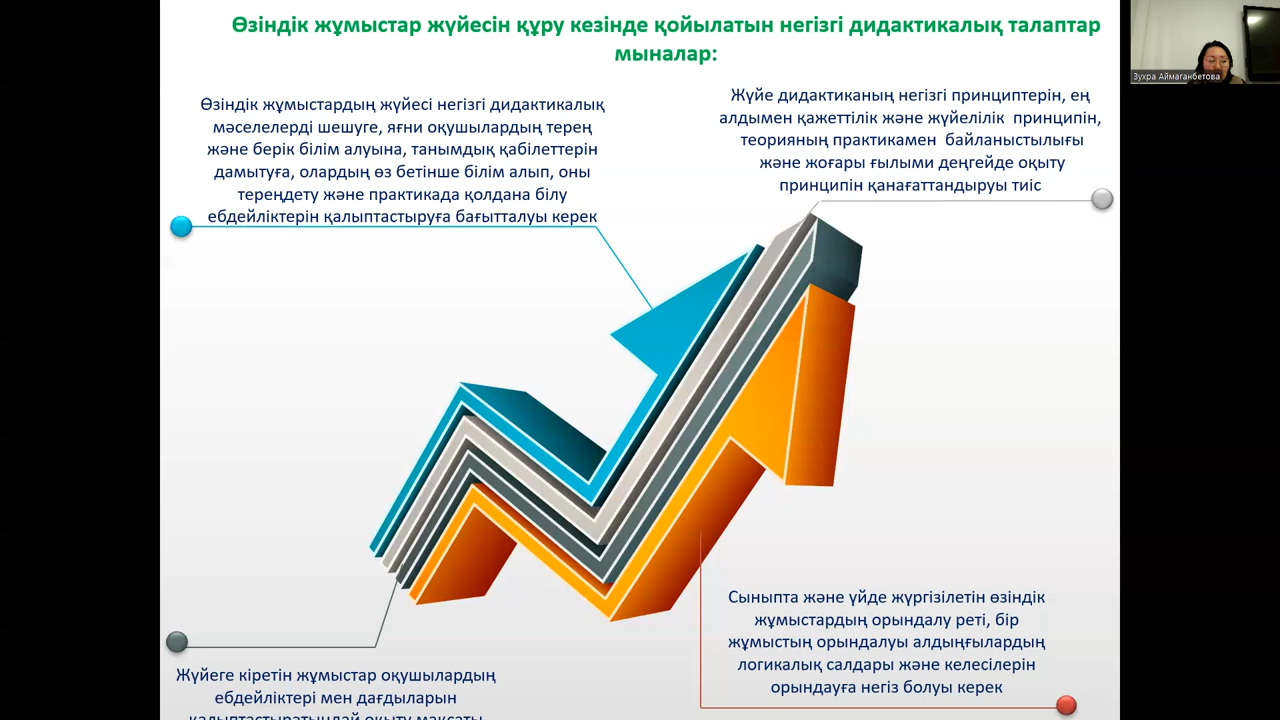 Өзіндік жұмыстар жүйесін құру кезінде қойылатын негізгі дидактикалық талаптар
мыналар:
Өзіндік жұмыстардың жүйесі негізгі дидактикалық
мәселелерді шешуге, яғни оқушылардың терең
және берік білім алуына, танымдық қабілеттерін
дамытуға, олардың өз бетінше білім алып, оны
тереңдету және практикада қолдана білу
ебдейліктерін қалыптастыруға бағытталуы керек
Жүйе дидактиканың негізгі принциптерін, ең
алдымен қажеттілік және жүйелілік принципін,
теорияның практикамен байланыстылығы
және жоғары ғылыми деңгейде оқыту
принципін қанағаттандыруы тиіс
Сыныпта және үйде жүргізілетін өзіндік
жұмыстардың орындалу реті, бір
жұмыстың орындалуы алдыңғылардың
логикалық салдары және келесілерін
орындауға негіз болуы керек
Жүйеге кіретін жұмыстар оқушылардың
ебдейліктері мен дағдыларын
қалыптастыратындай оқыту мақсаты
Зухра Аймаганбетова